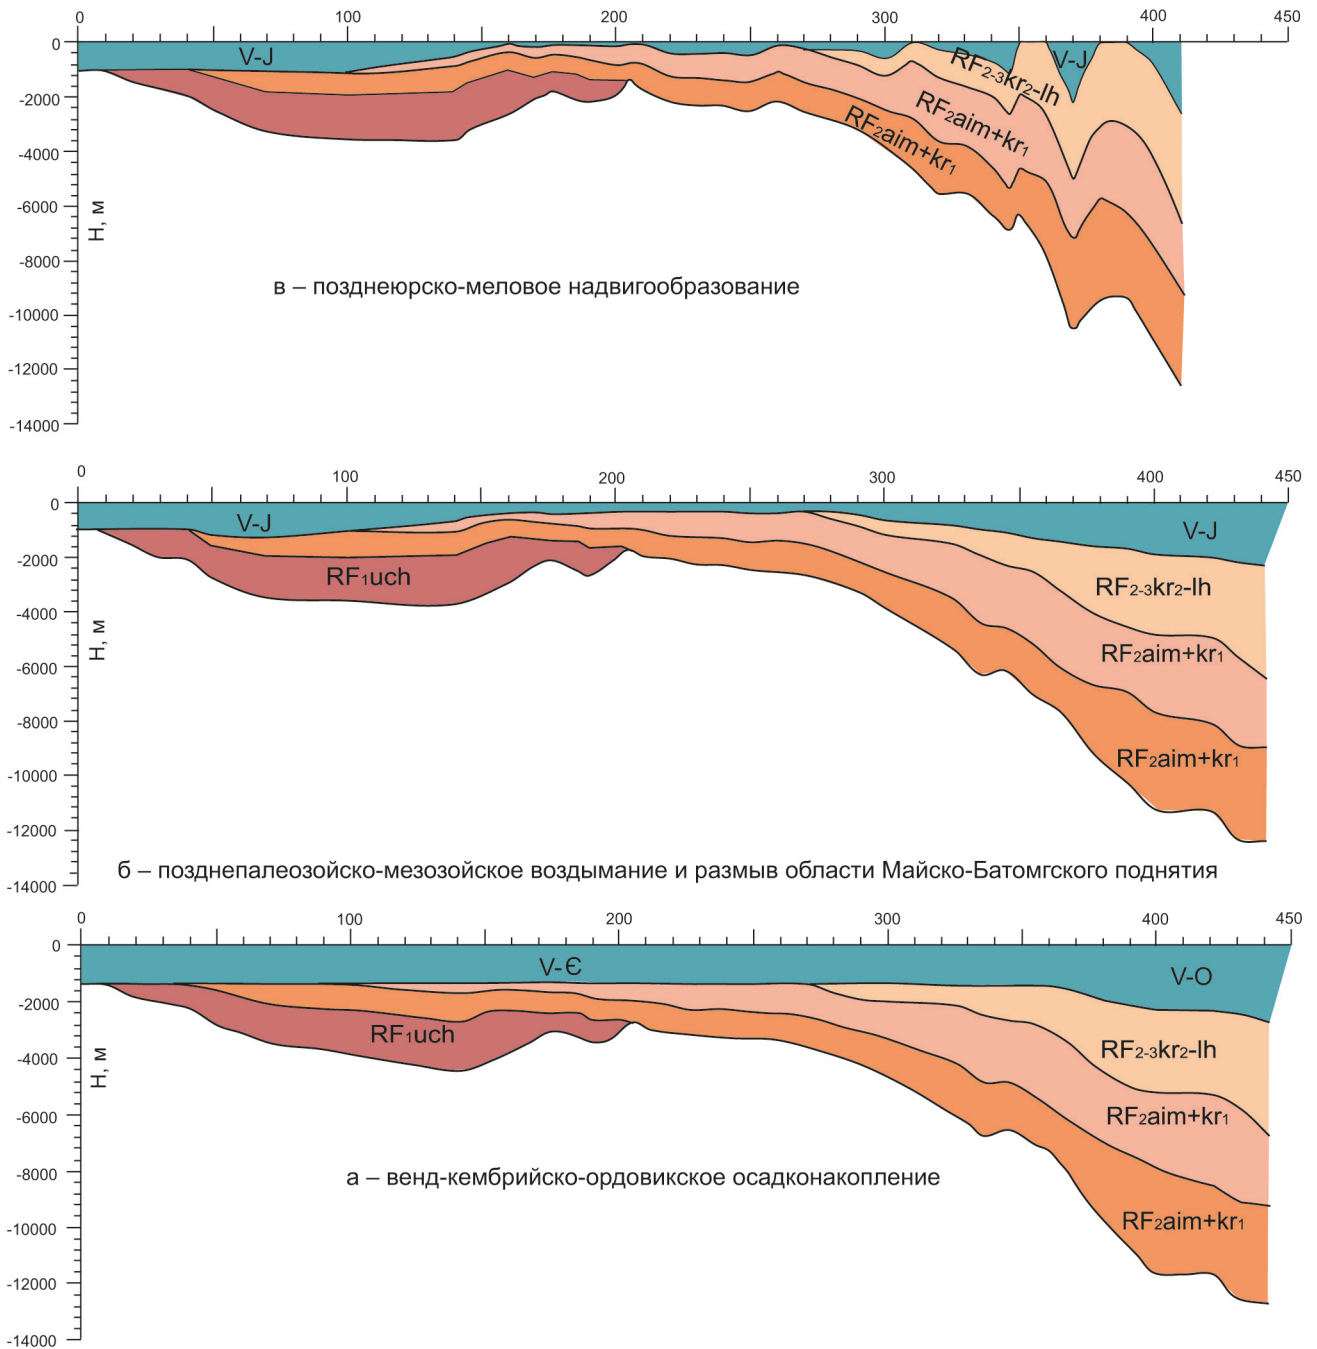 0 100 200 300 400 450
0
-2000
-4000
-6000
-8000
-10000
-12000
-14000
Н, м
V-J
V-J
RF2-3kr2-lh
RF2aim+kr1
RF2aim+kr1
в – позднеюрско-меловое надвигообразование
0 100 200 300 400 450
0
-2000
-4000
-6000
-8000
-10000
-12000
-14000
Н, м
V-J
V-J
RF1uch
RF2-3kr2-lh
RF2aim+kr1
RF2aim+kr1
б – позднепалеозойско-мезозойское воздымание и размыв области Майско-Батомгского поднятия
0 100 200 300 400 450
0
-2000
-4000
-6000
-8000
-10000
-12000
-14000
Н, м
V-Є
V-O
RF1uch
RF2-3kr2-lh
RF2aim+kr1
RF2aim+kr1
а – венд-кембрийско-ордовикское осадконакопление